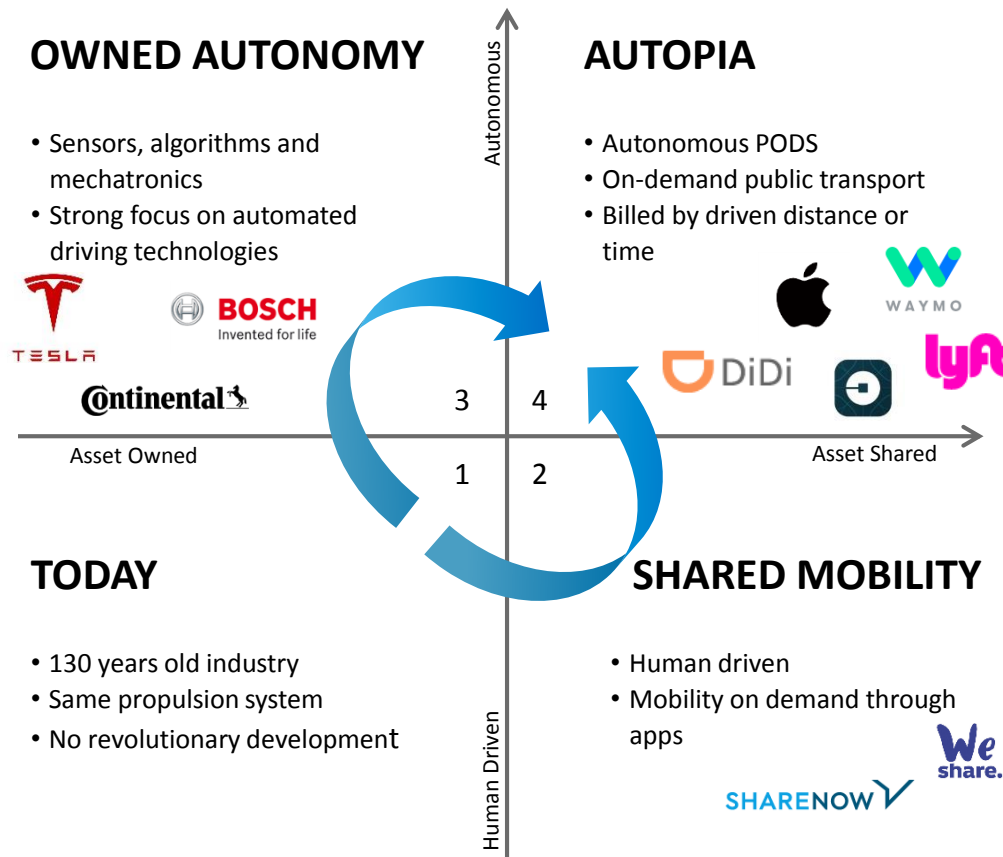 OWNED AUTONOMY
• Sensors, algorithms and
mechatronics
• Strong focus on automated
driving technologies
TESLA
BOSCH
Invented for life
Continental
Autonomous
AUTOPIA
• Autonomous PODS
• On-demand public transport
• Billed by driven distance or
time
WAYMO
DiDi
lyft
3
4
Asset Owned
Asset Shared
1
2
TODAY
• 130 years old industry
• Same propulsion system
• No revolutionary development
Human Driven
SHARED MOBILITY
• Human driven
• Mobility on demand through
apps
We
share.
SHARENOW